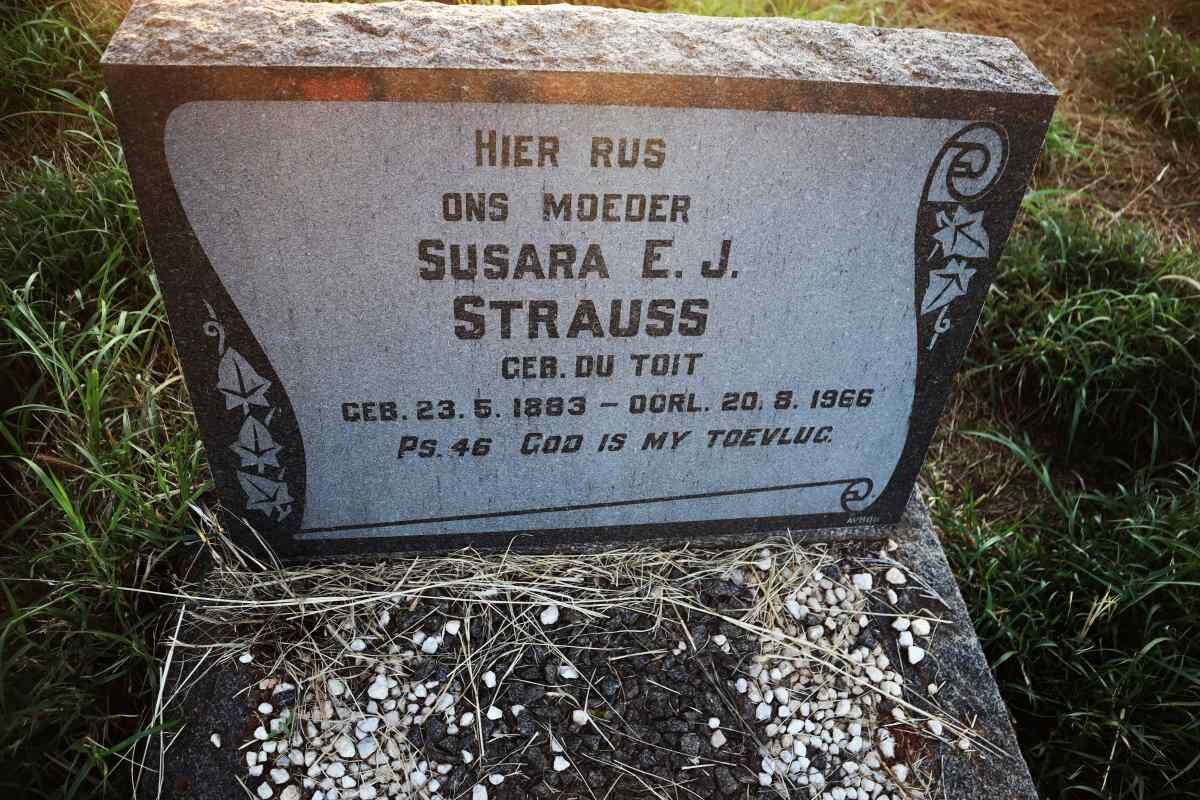 HIER RUS
ONS MOEDER
SUSARA E. J.
STRAUSS
GEB. DU TOIT
GEB. 23. 5. 1883 – OORL. 20. 8. 1966
PS. 46 GOD IS MY TOEVLUG.